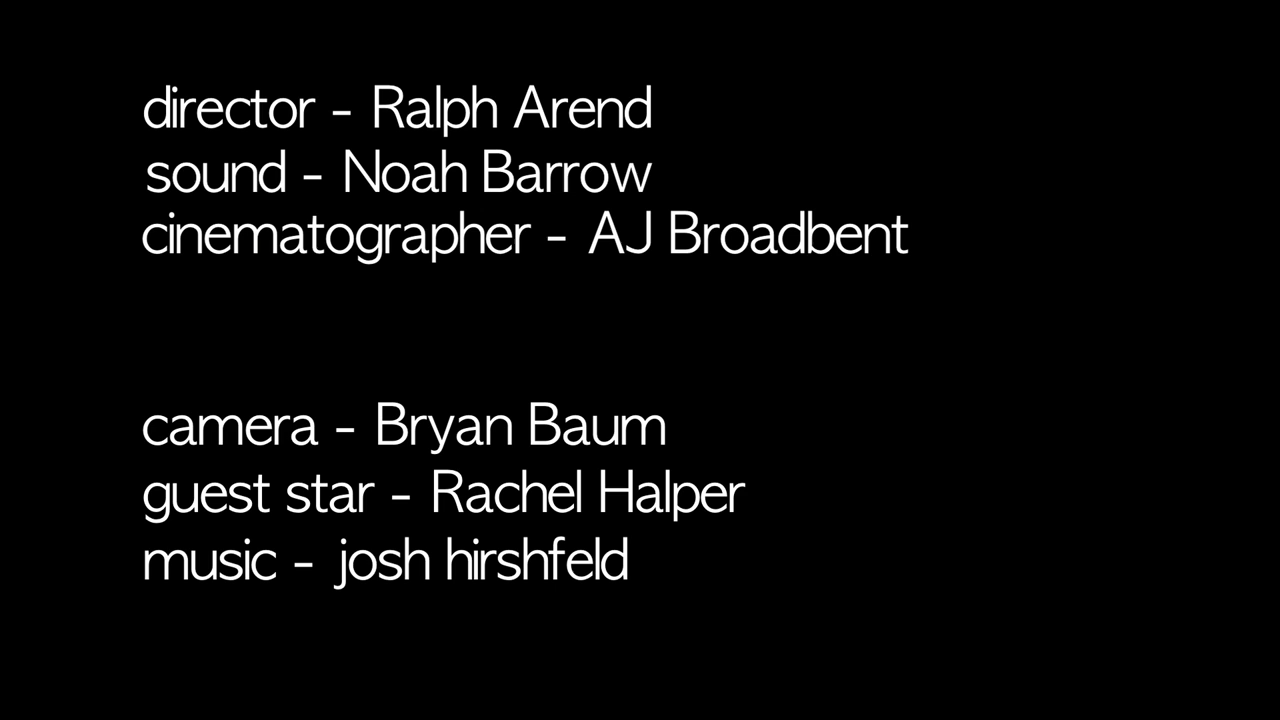 director - Ralph Arend
sound - Noah Barrow
cinematographer - AJ Broadbent
camera - Bryan Baum
guest star - Rachel Halper
music - josh hirshfeld